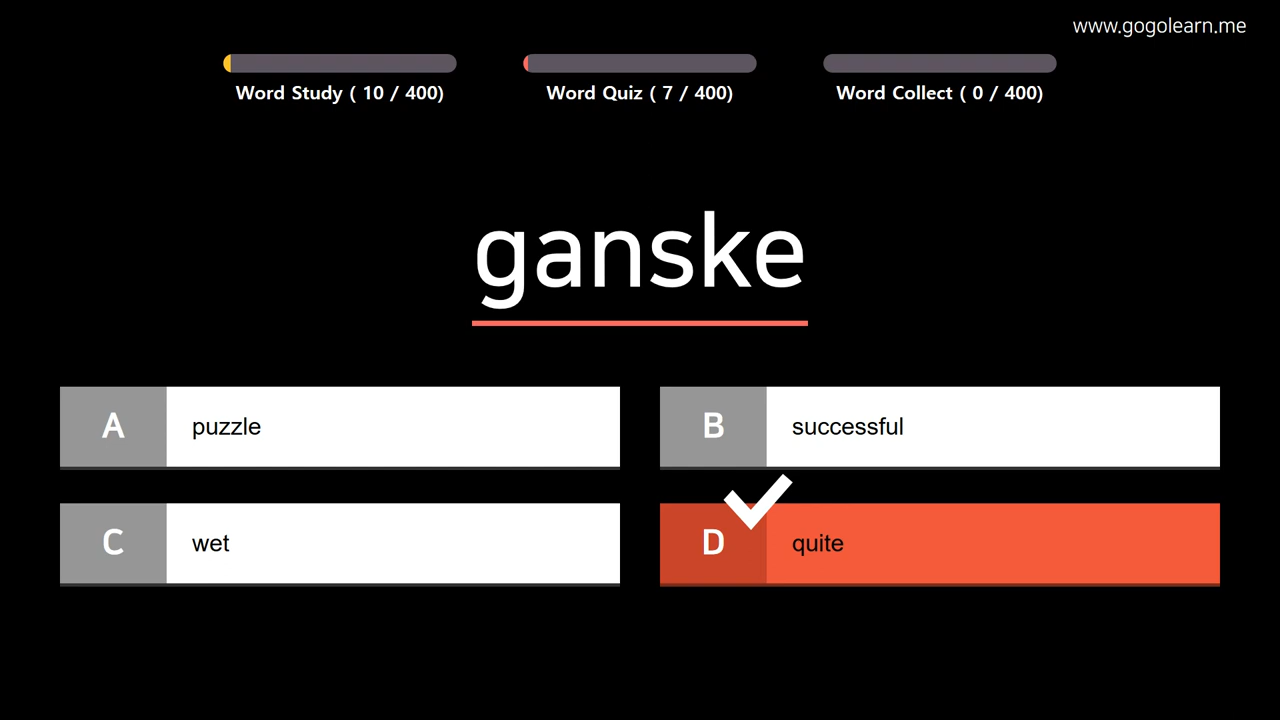 www.gogolearn.me
Word Study ( 10 / 400)
Word Quiz ( 7 / 400)
Word Collect ( 0 / 400)
ganske
A puzzle
B successful
C wet
D quite